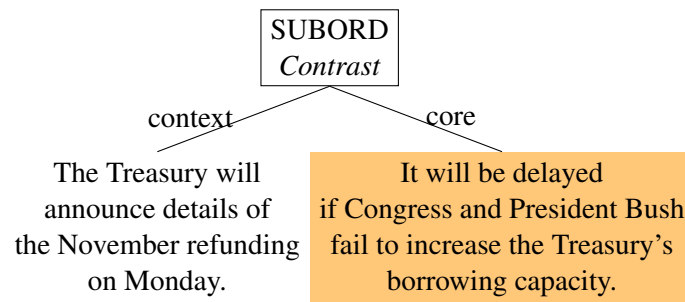 SUBORD
Contrast
context
core
The Treasury will
announce details of
the November refunding
on Monday.
It will be delayed
if Congress and President Bush
fail to increase the Treasury's
borrowing capacity.